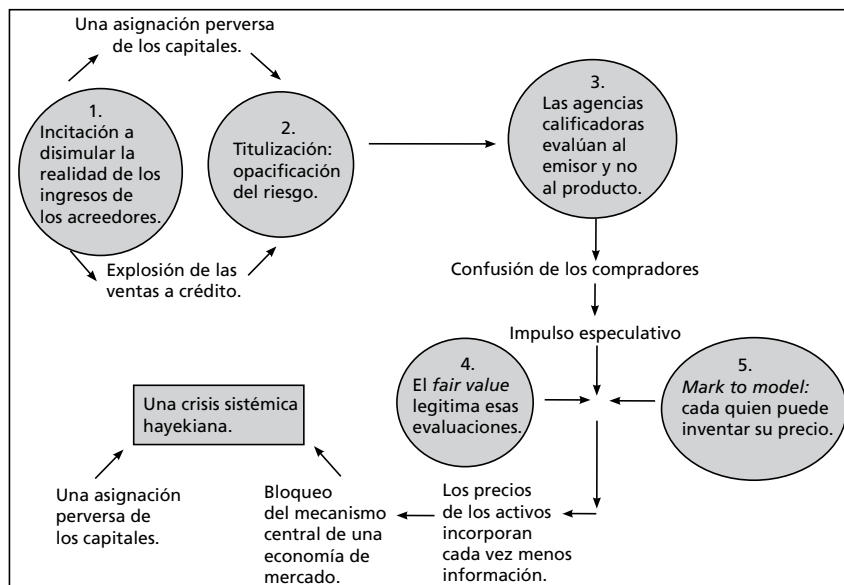 Una asignación perversa
de los capitales.
1.
Incitación a
disimular la
realidad de los
ingresos de
los acreedores.
2.
Titulización:
opacificación
del riesgo.
3.
Las agencias
calificadoras
evalúan al
emisor y no
al producto.
Explosión de las
ventas a crédito.
Confusión de los compradores
Impulso especulativo
4.
El fair value
legitima esas
evaluaciones.
5.
Mark to model:
cada quien puede
inventar su precio.
Una crisis sistémica
hayekiana.
Una asignación
perversa de
los capitales.
Bloqueo
del mecanismo
central de una
economía de
mercado.
Los precios
de los activos
incorporan
cada vez menos
información.